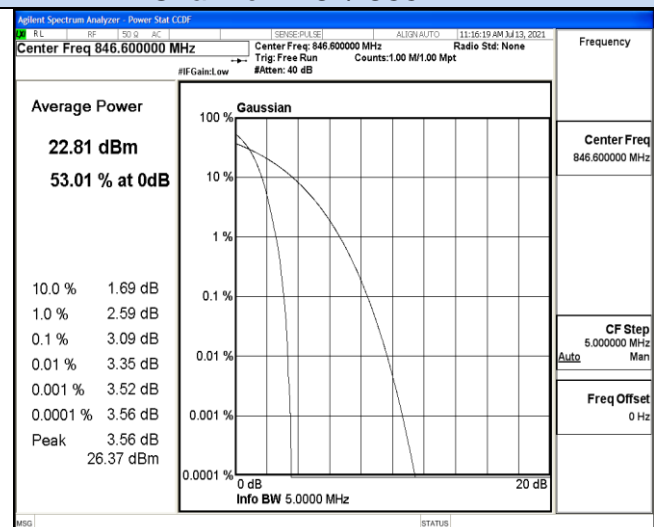 Agilent Spectrum Analyzer - Power Stat CCDF
RL RF 50 Ω AC SENSE:PULSE ALIGN AUTO 11:16:19 AM Jul 13, 2021
Center Freq 846.600000 MHz
Center Freq: 846.600000 MHz Radio Std: None
Trig: Free Run Counts:1.00 M/1.00 Mpt
#IFGain:Low #Atten: 40 dB
Frequency
Average Power
22.81 dBm
53.01 % at 0dB
10.0 % 1.69 dB
1.0 % 2.59 dB
0.1 % 3.09 dB
0.01 % 3.35 dB
0.001 % 3.52 dB
0.0001 % 3.56 dB
Peak 3.56 dB
26.37 dBm
Gaussian
100 %
10 %
1 %
0.1 %
0.01 %
0.001 %
0.0001 %
0 dB 20 dB
Info BW 5.0000 MHz
Center Freq
846.600000 MHz
CF Step
5.000000 MHz
Auto Man
Freq Offset
0 Hz
MSG STATUS